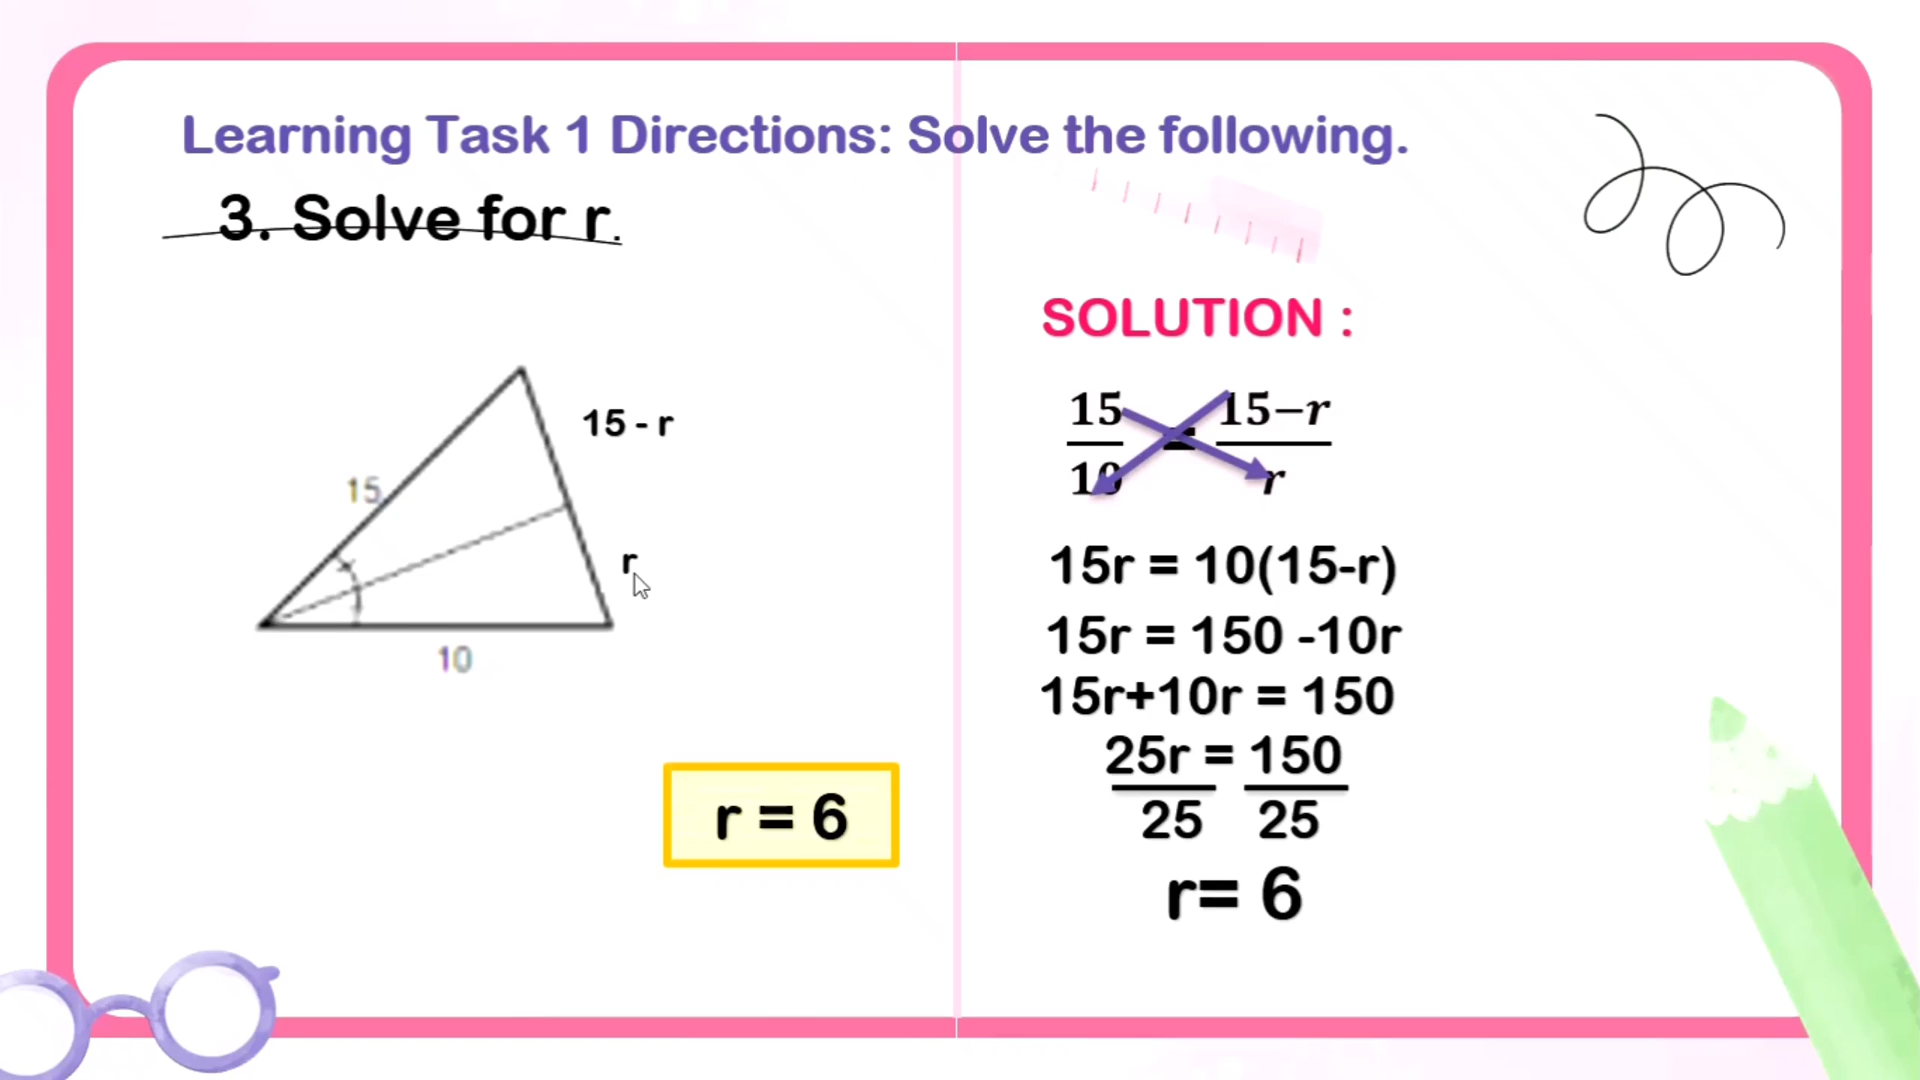 Learning Task 1 Directions: Solve the following.
3. Solve for r.
15 - r
15
r
10
r = 6
SOLUTION :
15/10 = 15−r/r
15r = 10(15-r)
15r = 150 -10r
15r+10r = 150
25r = 150
25 25
r= 6